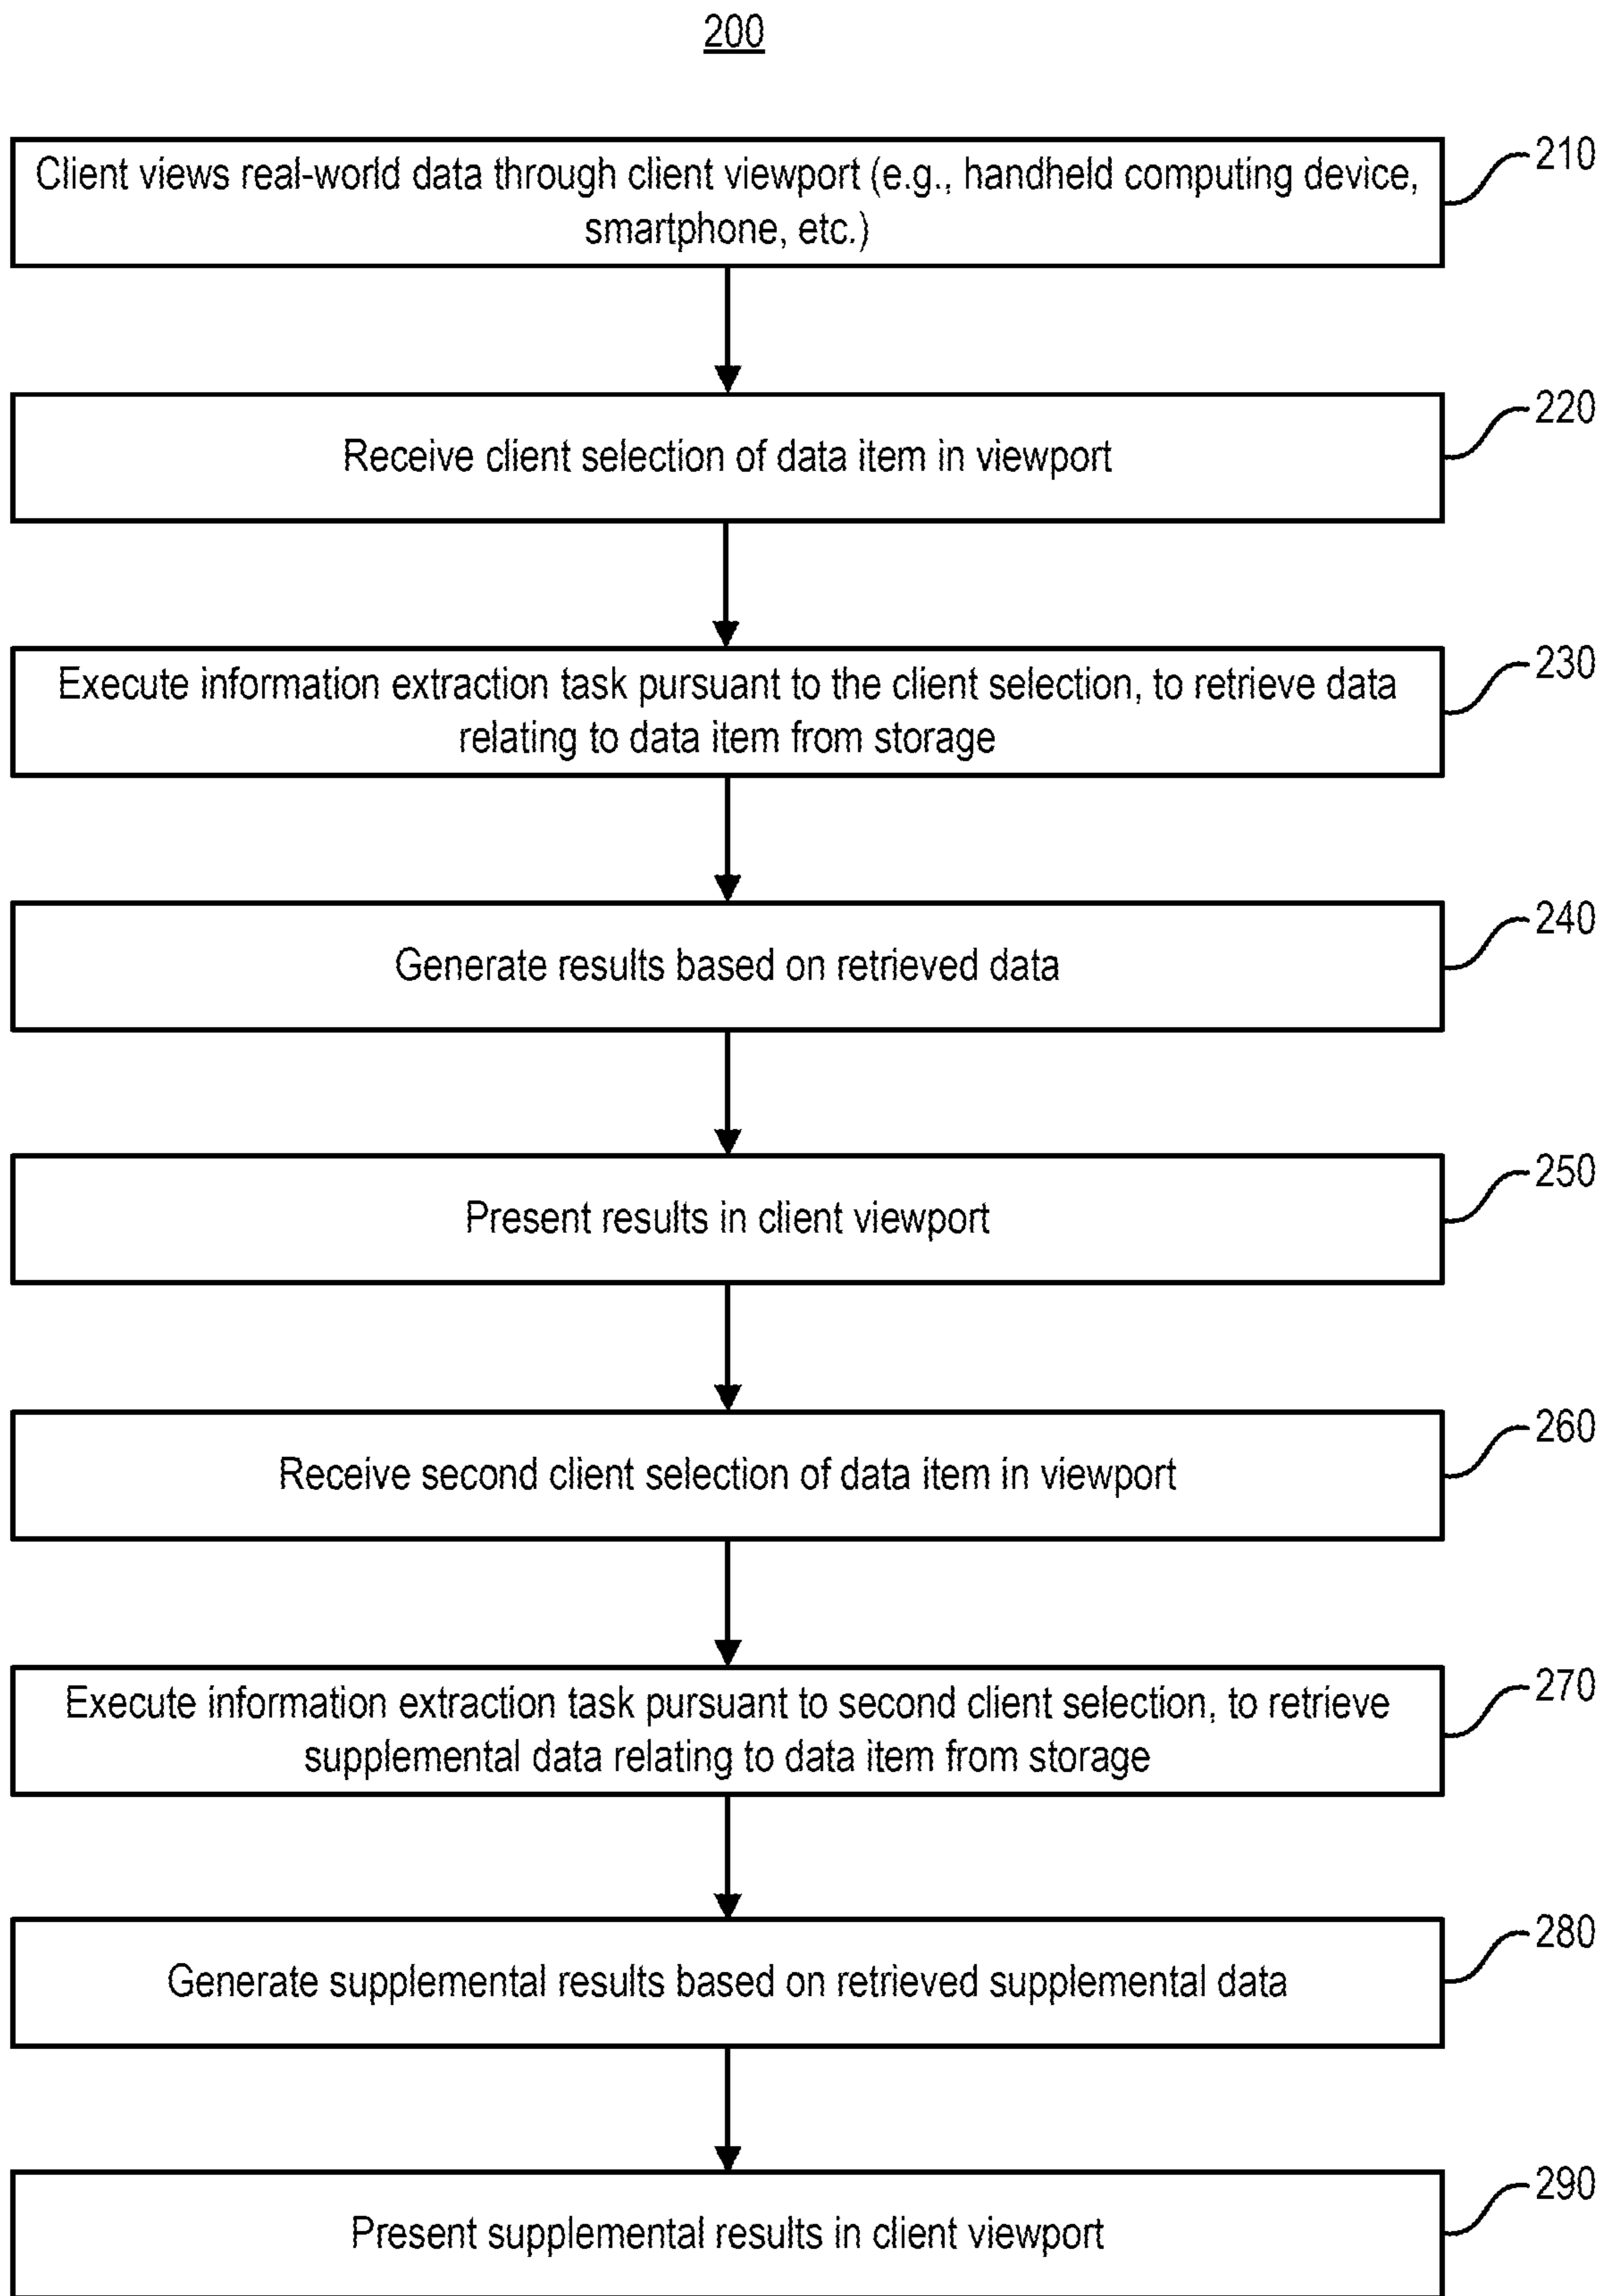 200
Client views real-world data through client viewport (e.g., handheld computing device,
smartphone, etc.)
210
Receive client selection of data item in viewport
220
Execute information extraction task pursuant to the client selection, to retrieve data
relating to data item from storage
230
Generate results based on retrieved data
240
Present results in client viewport
250
Receive second client selection of data item in viewport
260
Execute information extraction task pursuant to second client selection, to retrieve
supplemental data relating to data item from storage
270
Generate supplemental results based on retrieved supplemental data
280
Present supplemental results in client viewport
290